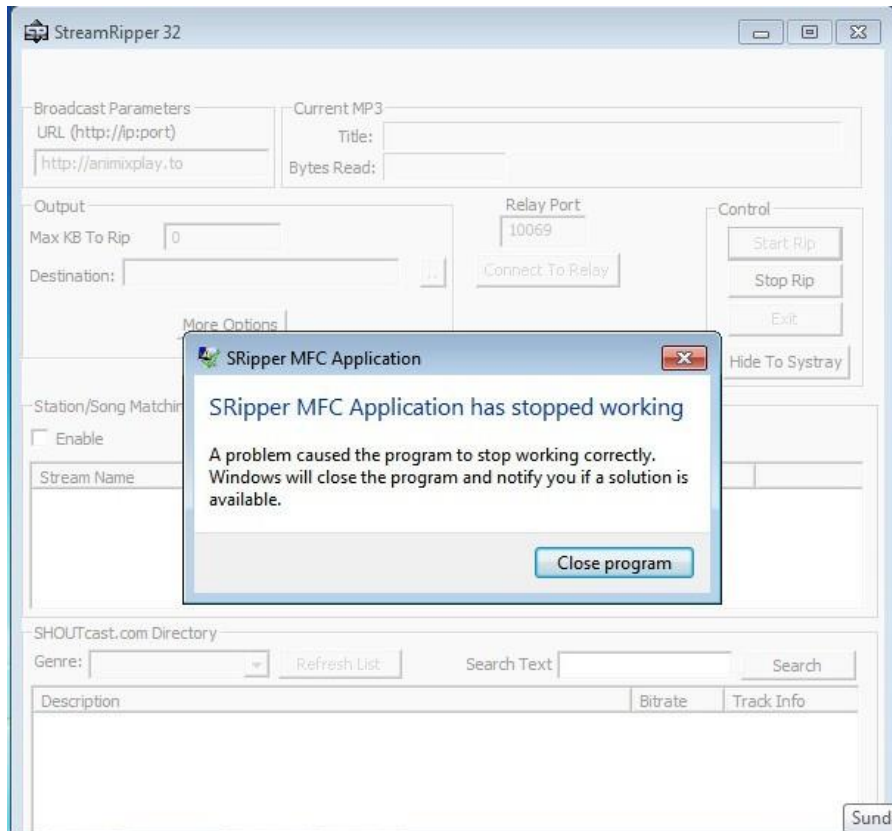 StreamRipper 32
Broadcast Parameters
URL (http://ip:port)
http://animixplay.to
Current MP3
Title:
Bytes Read:
Output
Max KB To Rip 0
Destination:
..
More Options
Relay Port
10069
Connect To Relay
Control
Start Rip
Stop Rip
Exit
Hide To Systray
SRipper MFC Application
SRipper MFC Application has stopped working
A problem caused the program to stop working correctly.
Windows will close the program and notify you if a solution is
available.
Close program
Station/Song Matchin
Enable
Stream Name
SHOUTcast.com Directory
Genre:
Refresh List
Search Text
Search
Description
Bitrate
Track Info
Sund